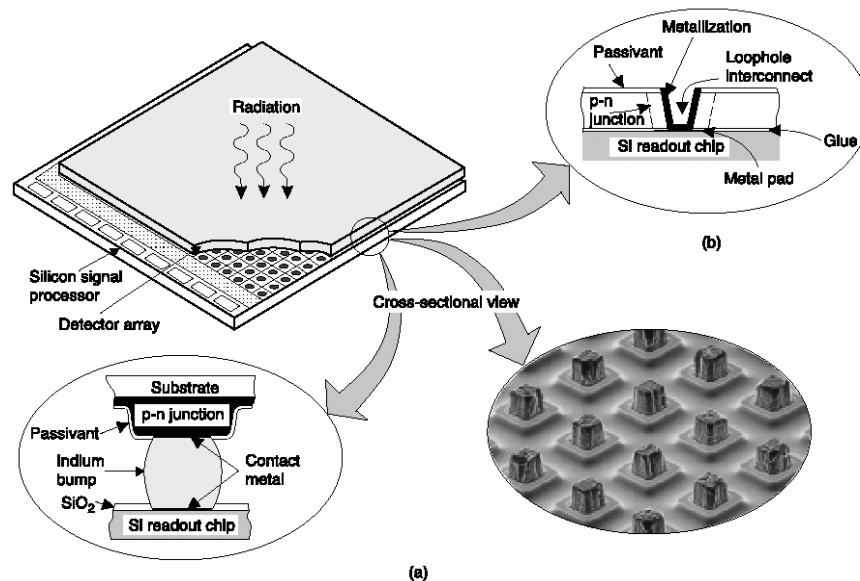 Metallization
Passivant
Loophole
interconnect
p-n
junction
Glue
SI readout chip
Metal pad
(b)
Radiation
Silicon signal
processor
Detector array
Cross-sectional view
Substrate
p-n junction
Passivant
Indium
bump
Contact
metal
SiO2
SI readout chip
(a)